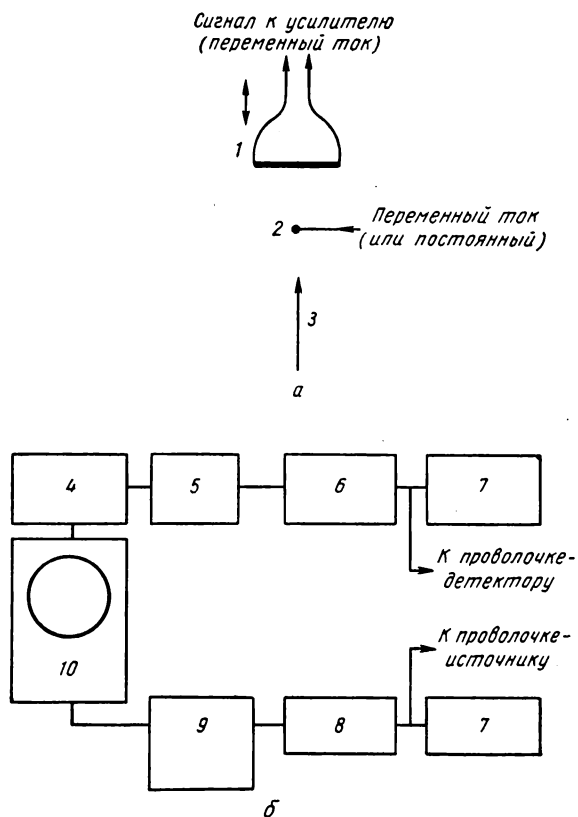 Сигнал к усилителю
(переменный ток)
1
2
Переменный ток
(или постоянный)
3
а
4
5
6
7
К проволочке-
детектору
К проволочке-
источнику
10
9
8
7
б